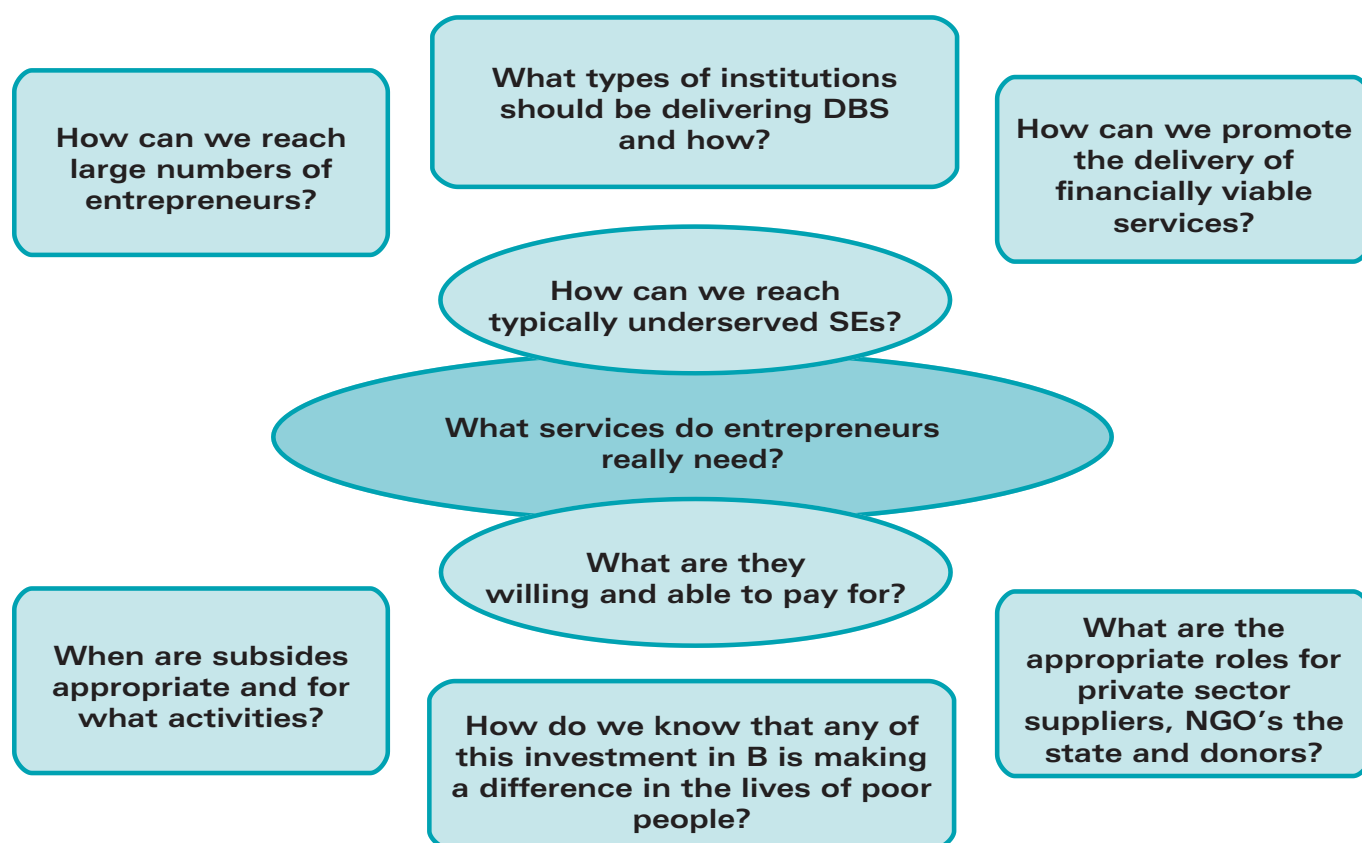 What types of institutions
should be delivering DBS
and how?
How can we reach
large numbers of
entrepreneurs?
How can we promote
the delivery of
financially viable
services?
How can we reach
typically underserved SEs?
What services do entrepreneurs
really need?
What are they
willing and able to pay for?
When are subsides
appropriate and for
what activities?
How do we know that any of
this investment in B is making
a difference in the lives of poor
people?
What are the
appropriate roles for
private sector
suppliers, NGO’s the
state and donors?